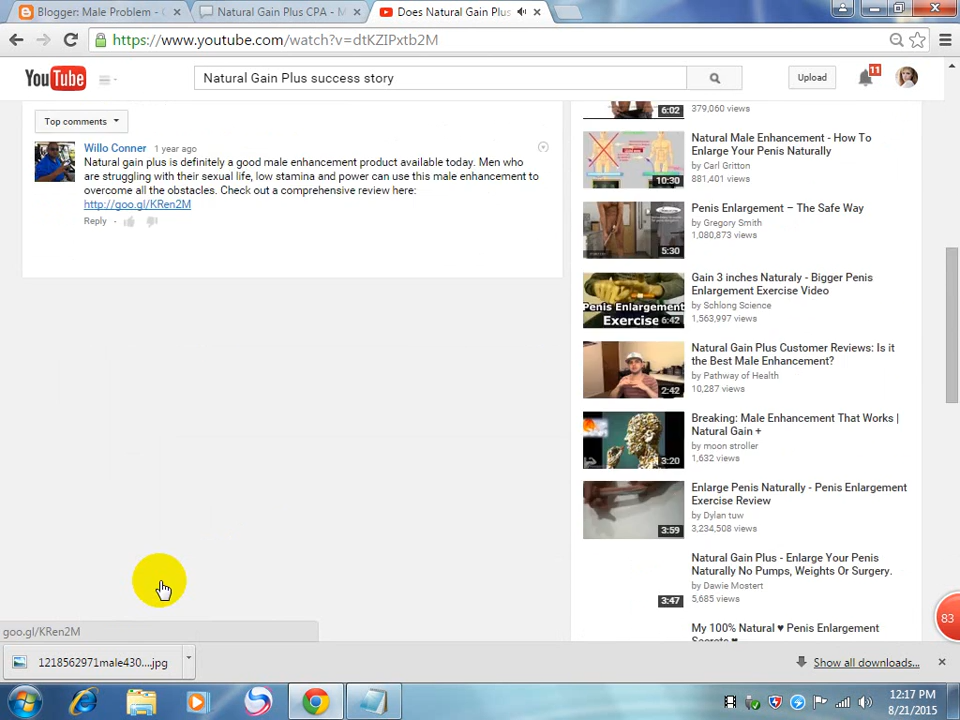 Blogger: Male Problem - C
Natural Gain Plus CPA - M
Does Natural Gain Plus
https://www.youtube.com/watch?v=dtKZIPxtb2M
YouTube
Natural Gain Plus success story
Upload
11
Top comments
Willo Conner 1 year ago
Natural gain plus is definitely a good male enhancement product available today. Men who
are struggling with their sexual life, low stamina and power can use this male enhancement to
overcome all the obstacles. Check out a comprehensive review here:
http://goo.gl/KRen2M
Reply
6:02
379,060 views
10:30
Natural Male Enhancement - How To
Enlarge Your Penis Naturally
by Carl Gritton
881,401 views
5:30
Penis Enlargement – The Safe Way
by Gregory Smith
1,080,873 views
Penis Enlargement
Exercise
6:42
Gain 3 inches Naturaly - Bigger Penis
Enlargement Exercise Video
by Schlong Science
1,563,997 views
2:42
Natural Gain Plus Customer Reviews: Is it
the Best Male Enhancement?
by Pathway of Health
10,287 views
3:20
Breaking: Male Enhancement That Works |
Natural Gain +
by moon stroller
1,632 views
3:59
Enlarge Penis Naturally - Penis Enlargement
Exercise Review
by Dylan tuw
3,234,508 views
3:47
Natural Gain Plus - Enlarge Your Penis
Naturally No Pumps, Weights Or Surgery.
by Dawie Mostert
5,685 views
My 100% Natural ♥ Penis Enlargement
83
goo.gl/KRen2M
1218562971male430....jpg
Show all downloads...
12:17 PM
8/21/2015